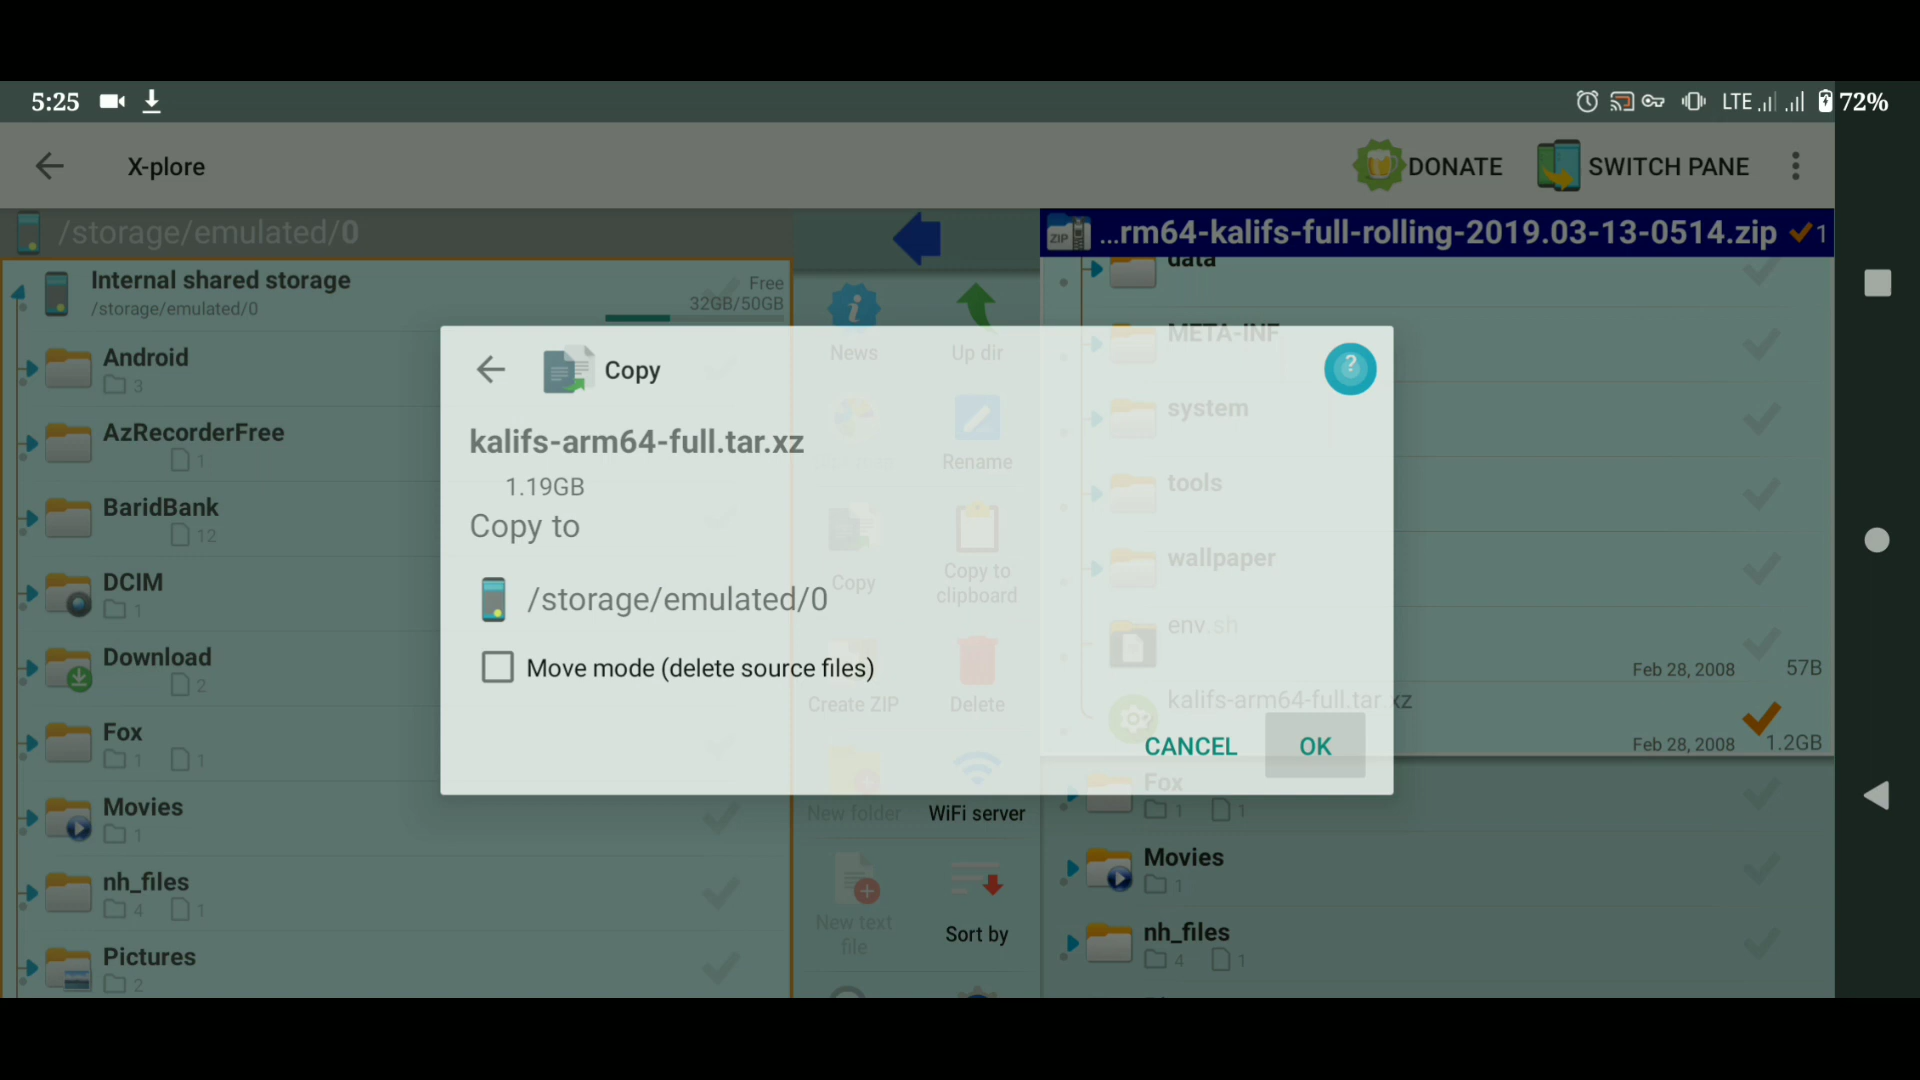 5:25
LTE
72%
X-plore
DONATE
SWITCH PANE
/storage/emulated/0
...rm64-kalifs-full-rolling-2019.03-13-0514.zip
1
ZIP
Internal shared storage
/storage/emulated/0
Free
32GB/50GB
Android
3
AzRecorderFree
1
BaridBank
12
DCIM
1
Download
2
Fox
1
1
Movies
1
nh_files
4
1
Pictures
2
News
Up dir
Rename
Copy
Copy to
clipboard
Create ZIP
Delete
New folder
WiFi server
New text
file
Sort by
Copy
kalifs-arm64-full.tar.xz
1.19GB
Copy to
/storage/emulated/0
Move mode (delete source files)
CANCEL
OK
data
META-INF
system
tools
wallpaper
env.sh
Feb 28, 2008
57B
kalifs-arm64-full.tar.xz
Feb 28, 2008
1.2GB
Fox
1
1
Movies
1
nh_files
4
1